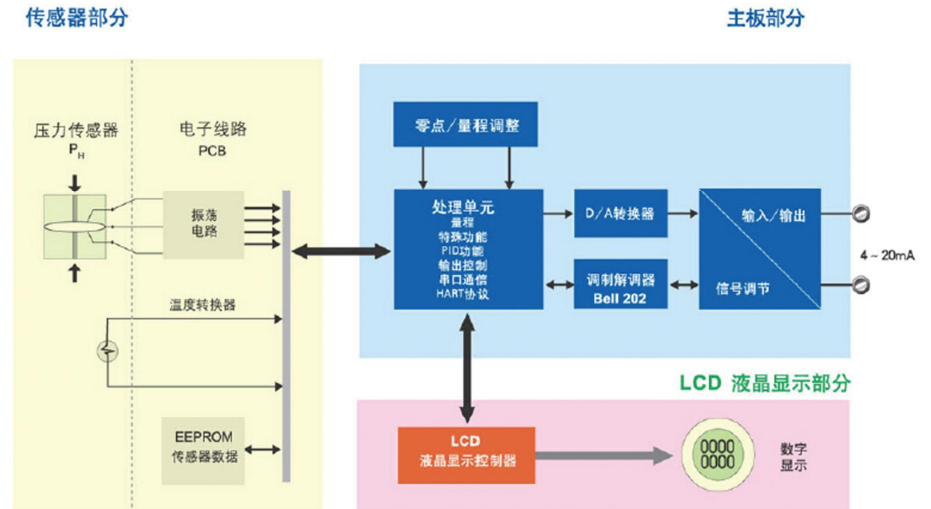 传感器部分
主板部分
压力传感器
PH
电子线路
PCB
振荡
电路
温度转换器
EEPROM
传感器数据
零点/量程调整
处理单元
量程
特殊功能
PID功能
输出控制
串口通信
HART协议
D/A转换器
调制解调器
Bell 202
输入/输出
信号调节
4~20mA
LCD 液晶显示部分
LCD
液晶显示控制器
0000
0000
数字
显示